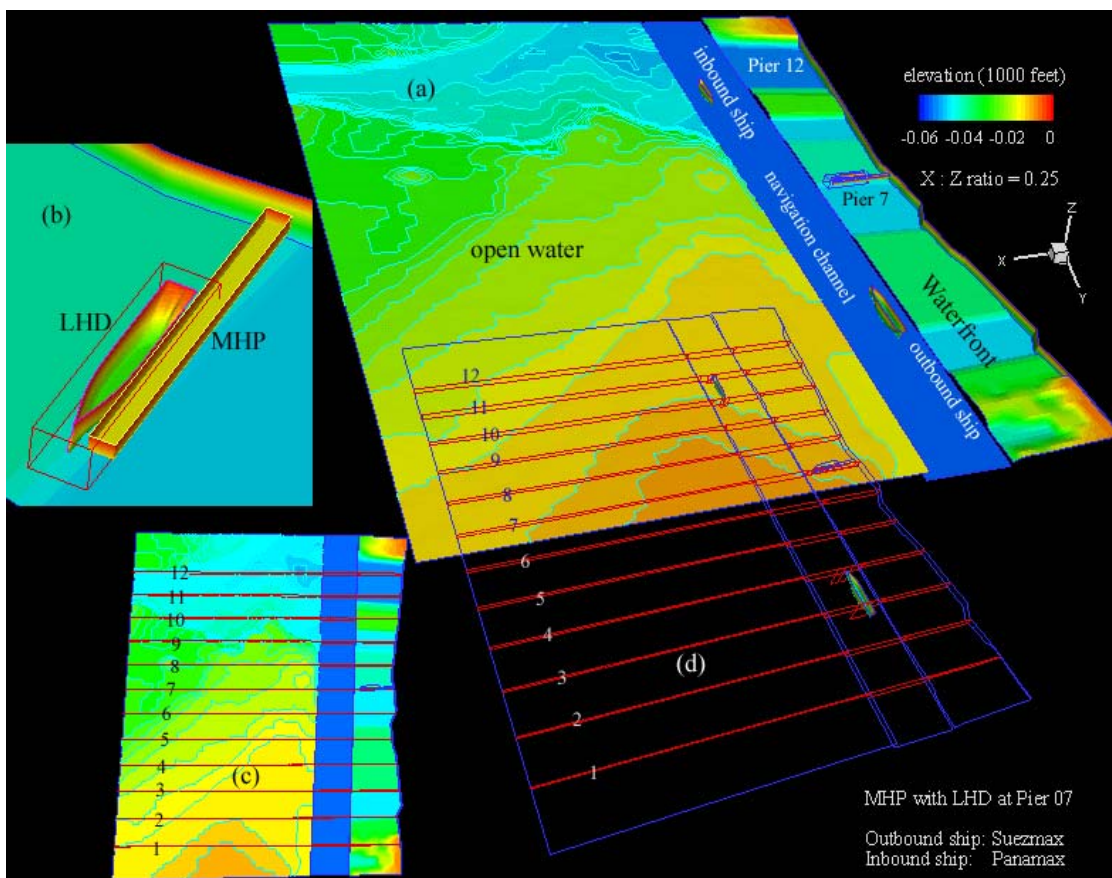 (a)
inbound ship
Pier 12
elevation (1000 feet)
-0.06 -0.04 -0.02 0
X : Z ratio = 0.25
Pier 7
navigation channel
open water
Waterfront
outbound ship
Z
X
Y
(b)
LHD
MHP
12
11
10
9
8
7
6
5
4
3
2
1
(d)
12
11
10
9
8
7
6
5
4
3
2
1
(c)
MHP with LHD at Pier 07
Outbound ship: Suezmax
Inbound ship: Panamax